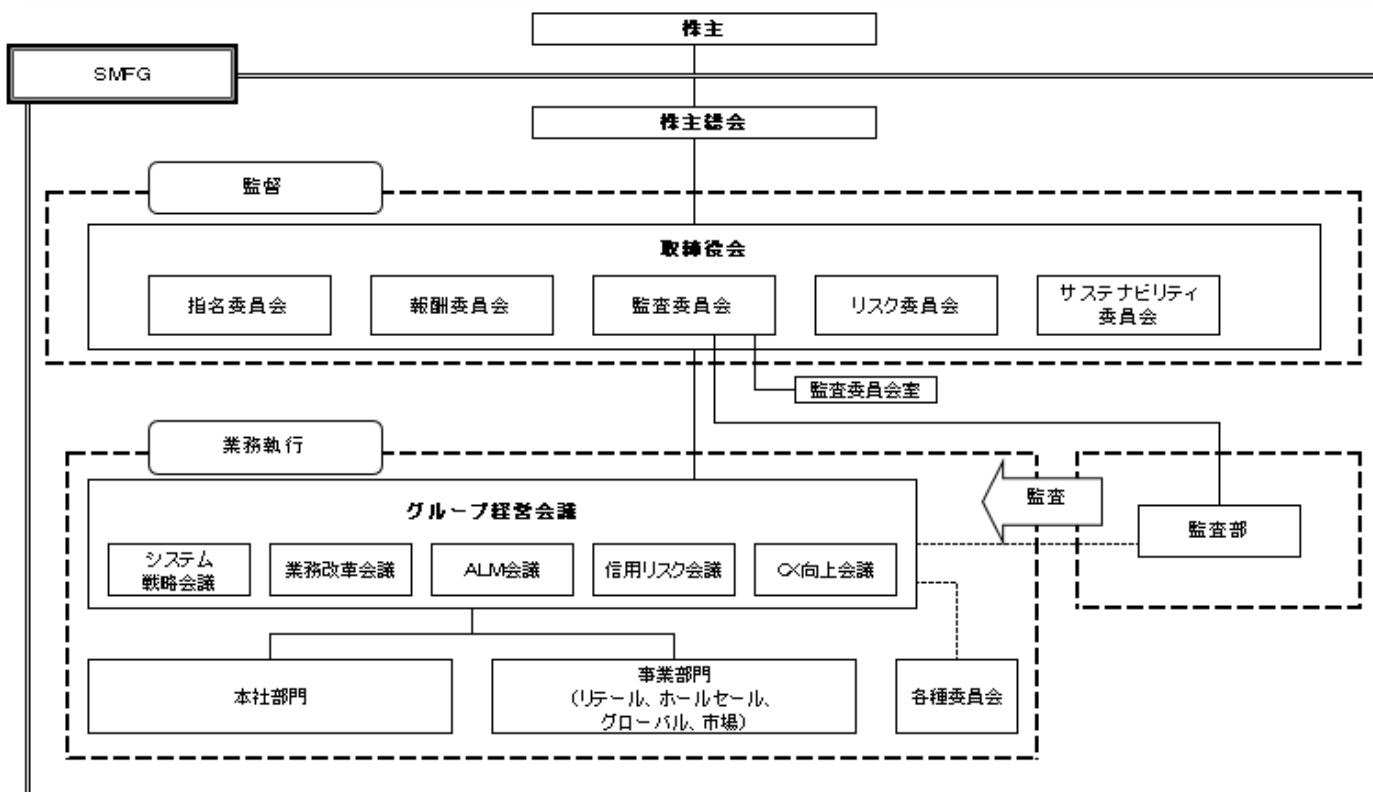 株主
SMFG
株主総会
監督
取締役会
指名委員会
報酬委員会
監査委員会
リスク委員会
サステナビリティ
委員会
監査委員会室
業務執行
グループ経営会議
監査
監査部
システム
戦略会議
業務改革会議
ALM会議
信用リスク会議
CX向上会議
本社部門
事業部門
(リテール、ホールセール、
グローバル、市場)
各種委員会